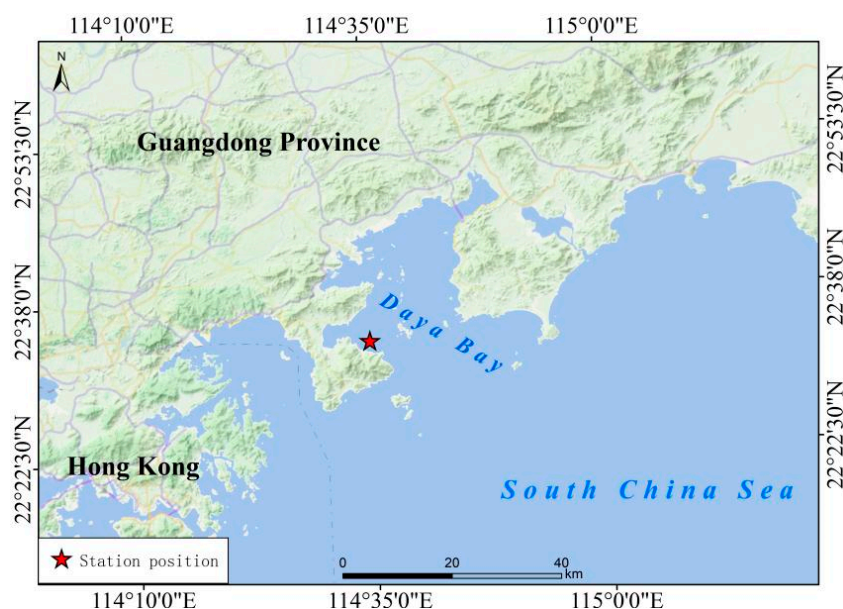 114°10'0"E 114°35'0"E 115°0'0"E
N
22°53'30"N
22°53'30"N
Guangdong Province
22°38'0"N
22°38'0"N
Daya Bay
22°22'30"N
22°22'30"N
Hong Kong
South China Sea
Station position
0 20 40
km
114°10'0"E 114°35'0"E 115°0'0"E